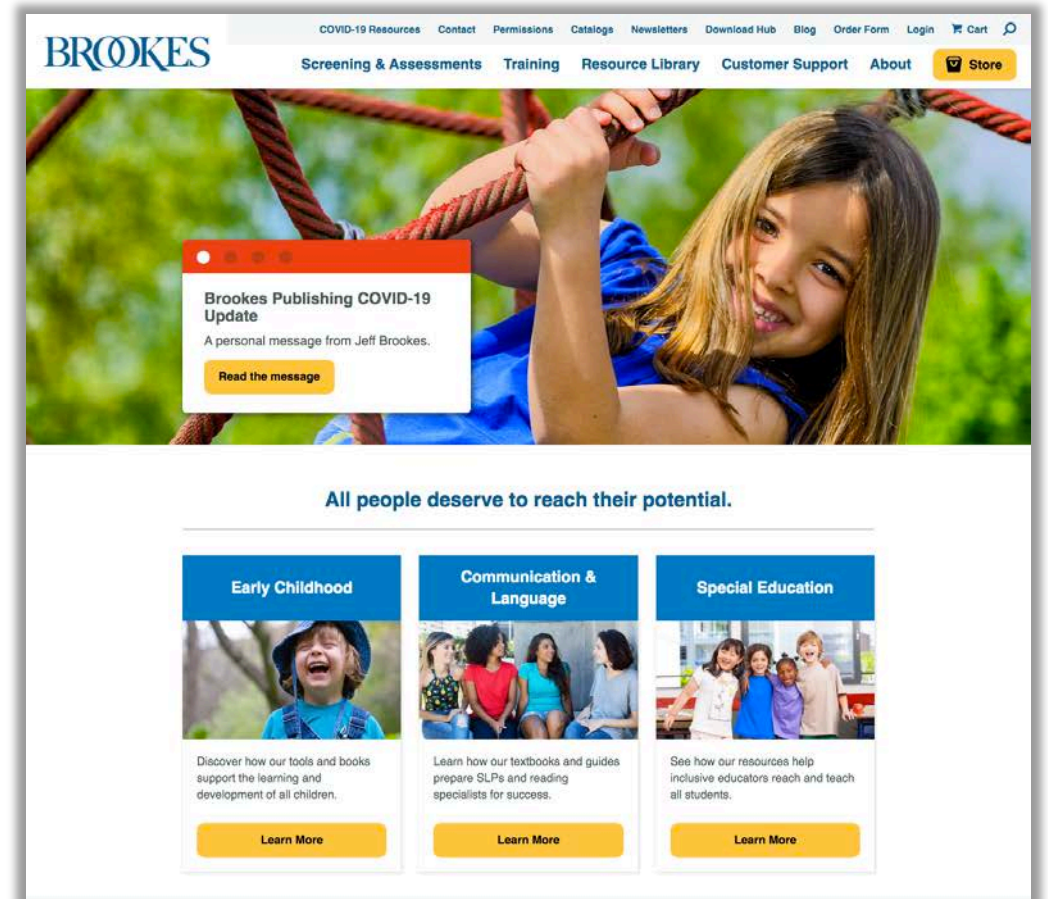 COVID-19 Resources Contact Permissions Catalogs Newsletters Download Hub Blog Order Form Login Cart
BROOKES
Screening & Assessments Training Resource Library Customer Support About Store
Brookes Publishing COVID-19
Update
A personal message from Jeff Brookes.
Read the message
All people deserve to reach their potential.
Early Childhood
Discover how our tools and books
support the learning and
development of all children.
Learn More
Communication &
Language
Learn how our textbooks and guides
prepare SLPs and reading
specialists for success.
Learn More
Special Education
See how our resources help
inclusive educators reach and teach
all students.
Learn More